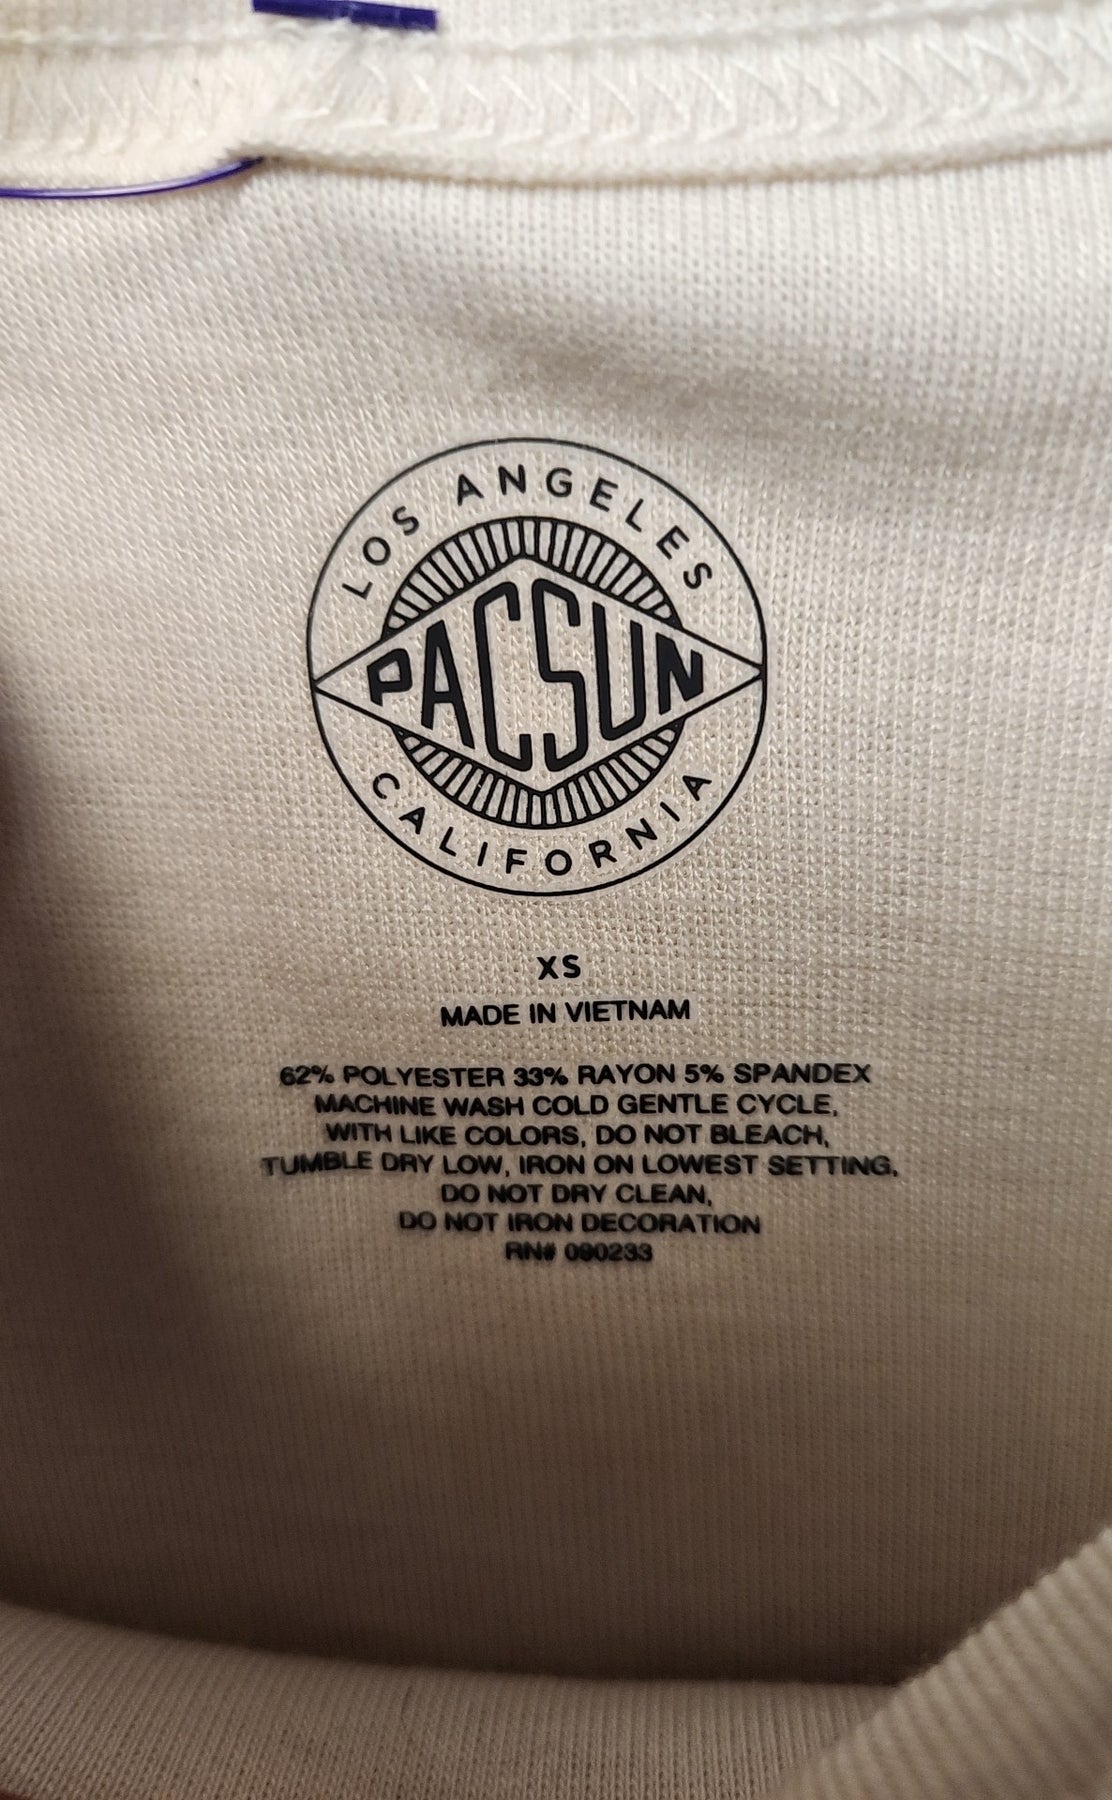 LOS ANGELES
PACSUN
CALIFORNIA
XS
MADE IN VIETNAM
62% POLYESTER 33% RAYON 5% SPANDEX
MACHINE WASH COLD GENTLE CYCLE,
WITH LIKE COLORS, DO NOT BLEACH,
TUMBLE DRY LOW, IRON ON LOWEST SETTING,
DO NOT DRY CLEAN,
DO NOT IRON DECORATION
RN# 090233